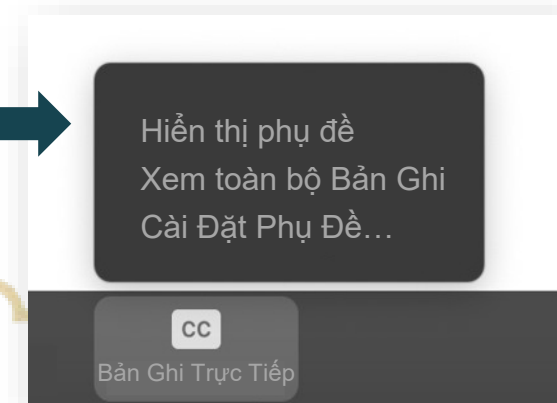 Hiển thị phụ đề
Xem toàn bộ Bản Ghi
Cài Đặt Phụ Đề…
CC
Bản Ghi Trực Tiếp